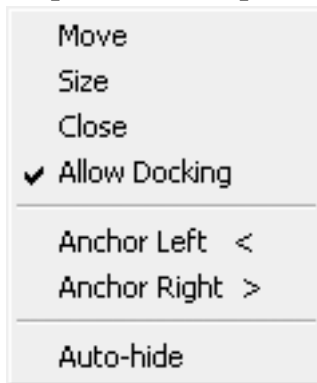 Move
Size
Close
✔ Allow Docking
Anchor Left <
Anchor Right >
Auto-hide